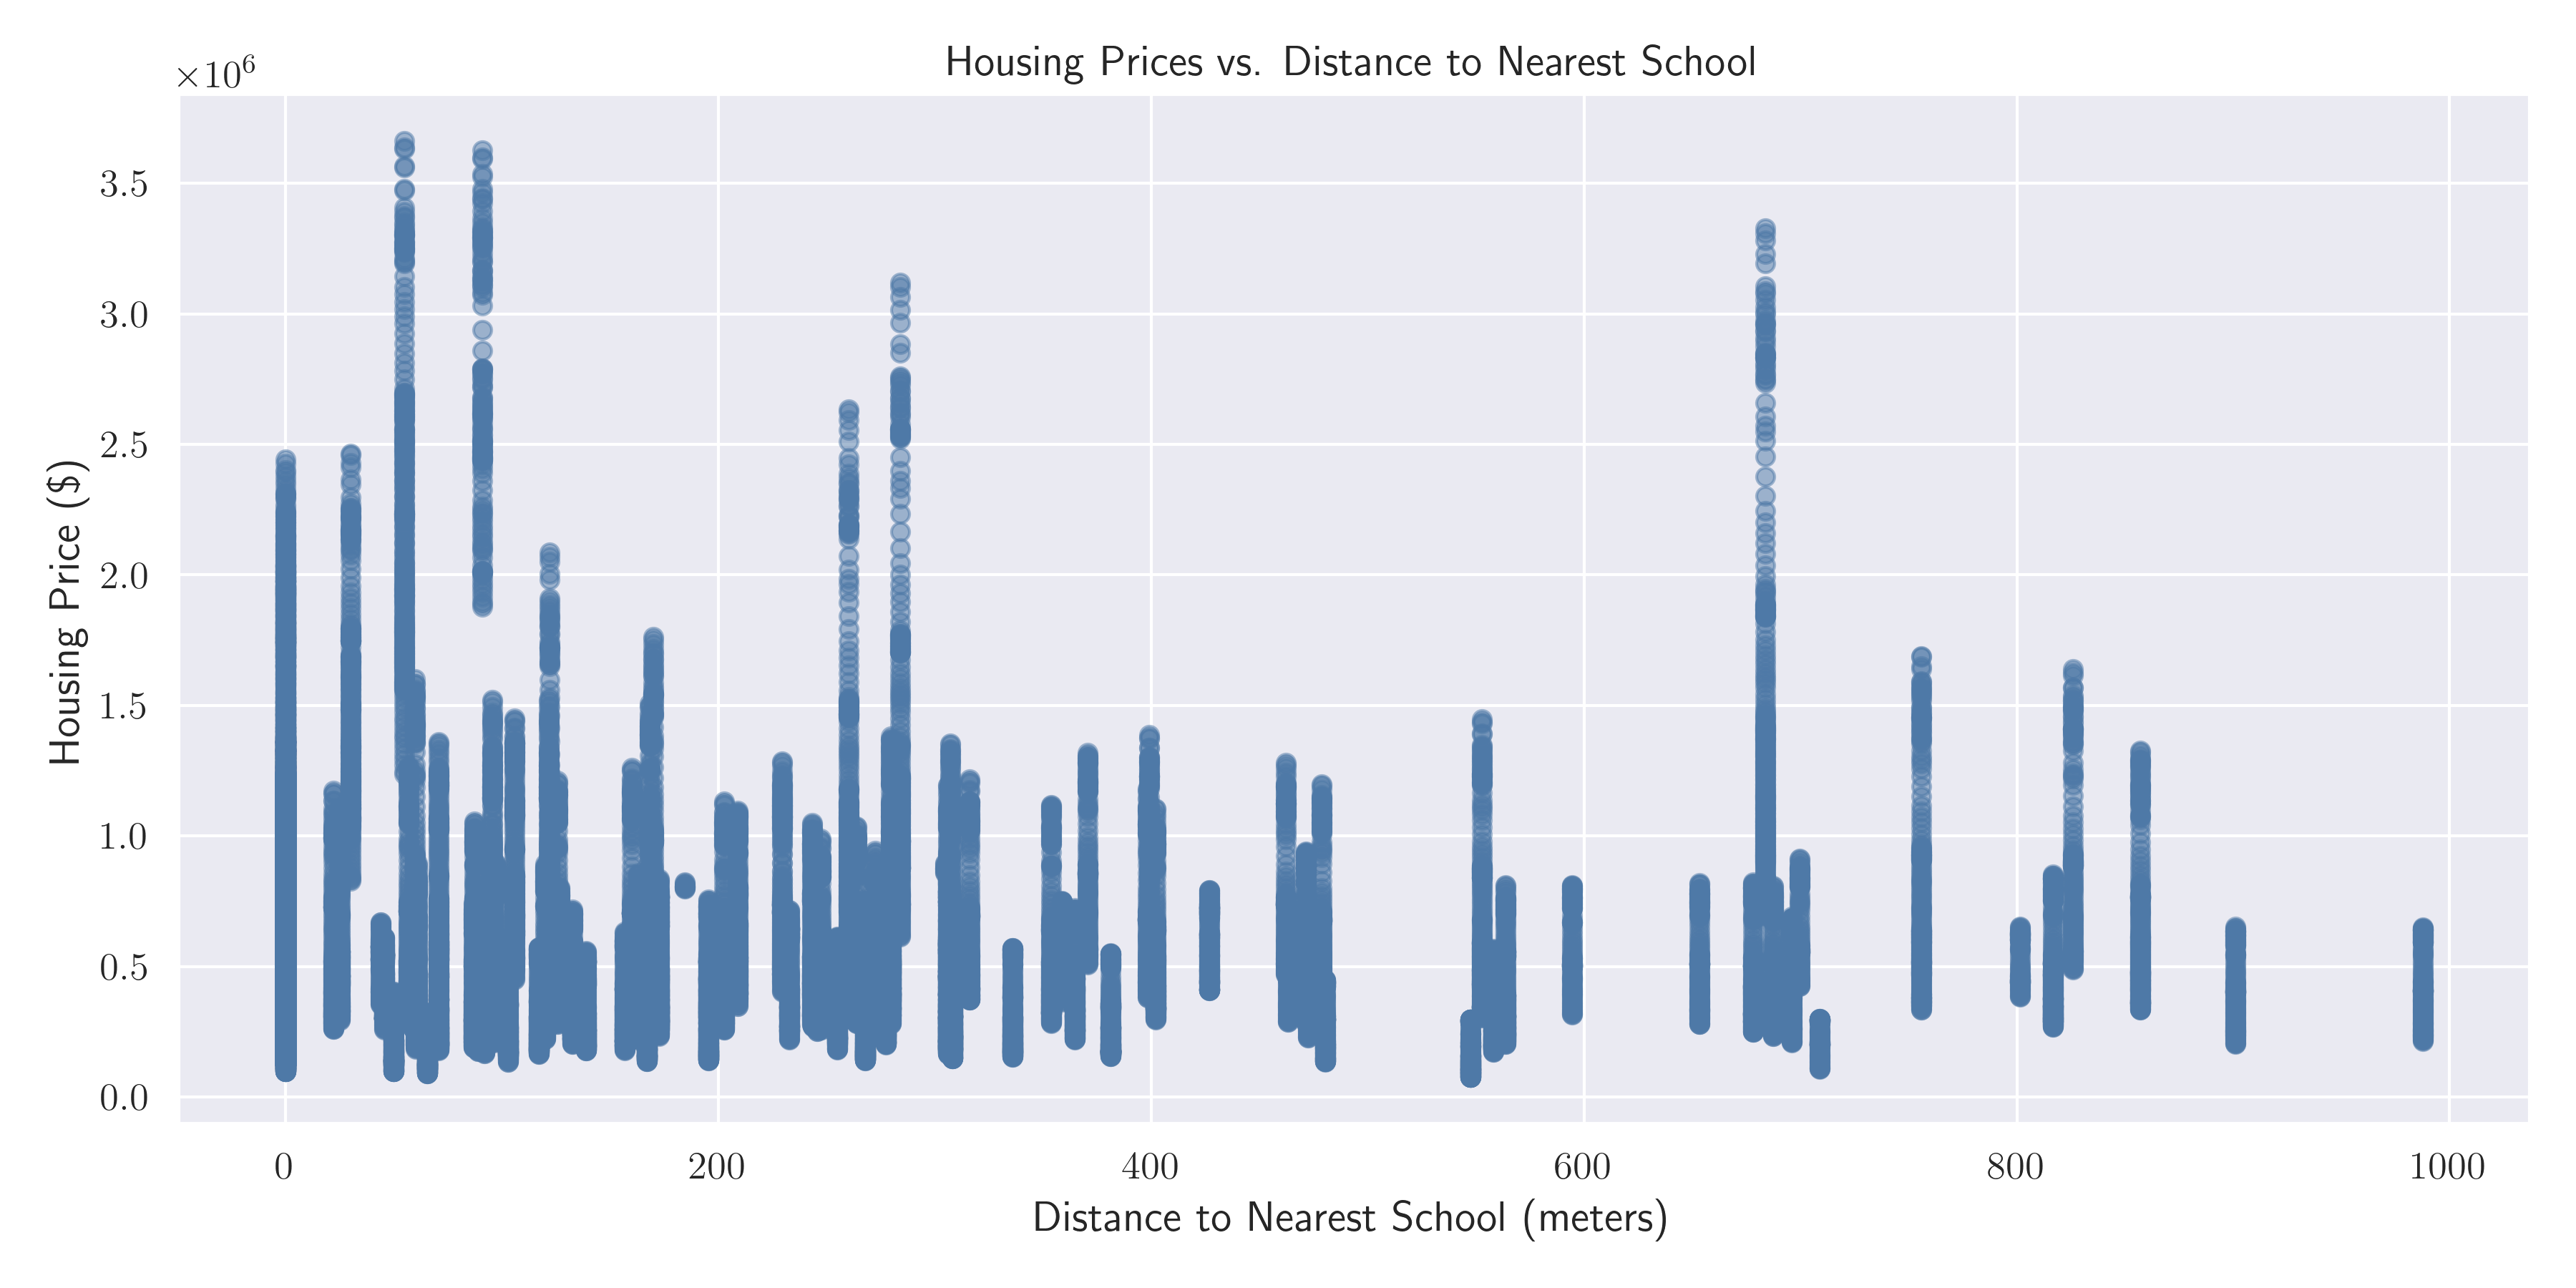 Housing Prices vs. Distance to Nearest School
×10⁶
3.5
3.0
2.5
2.0
1.5
1.0
0.5
0.0
Housing Price ($)
0 200 400 600 800 1000
Distance to Nearest School (meters)